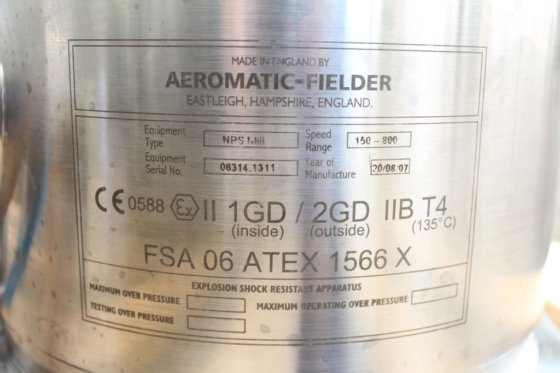 MADE IN ENGLAND BY
AEROMATIC-FIELDER
EASTLEIGH, HAMPSHIRE, ENGLAND.
Equipment Type NPS Mill Speed Range 150 - 800
Equipment Serial No. 06314.1311 Year of Manufacture 20/08/07
CE 0588 Ex II 1GD / 2GD IIB T4
(inside) (outside) (135°C)
FSA 06 ATEX 1566 X
EXPLOSION SHOCK RESISTANT APPARATUS
MAXIMUM OVER PRESSURE MAXIMUM OPERATING OVER PRESSURE
TESTING OVER PRESSURE